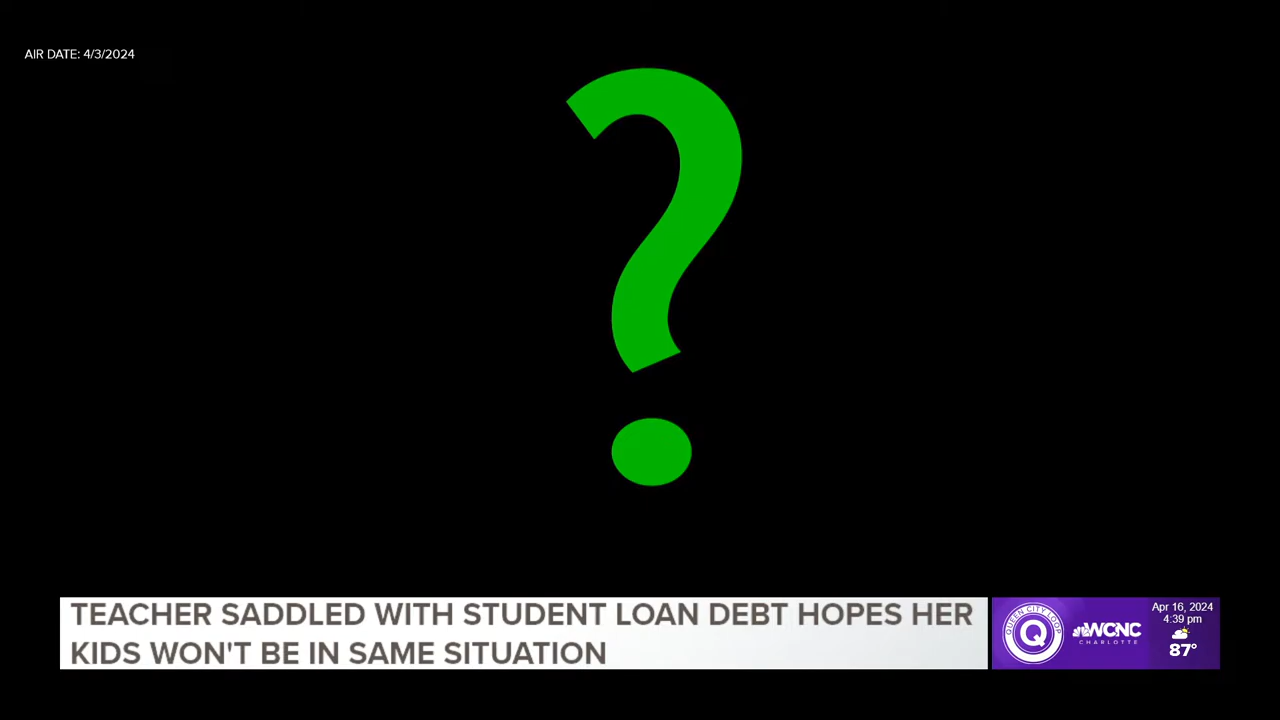 AIR DATE: 4/3/2024
?
TEACHER SADDLED WITH STUDENT LOAN DEBT HOPES HER
KIDS WON'T BE IN SAME SITUATION
QUEEN CITY LOOP
Q
WCNC
CHARLOTTE
Apr 16, 2024
4:39 pm
87°